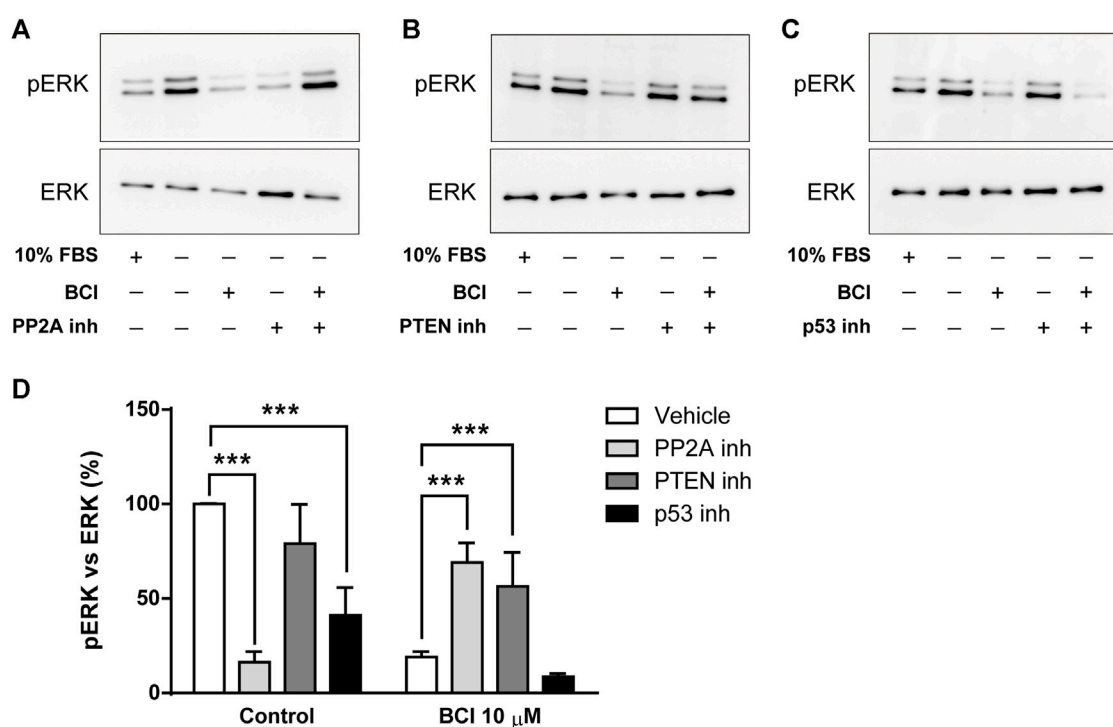 A
pERK
ERK
10% FBS + – – – –
BCI – – + – +
PP2A inh – – – + +
B
pERK
ERK
10% FBS + – – – –
BCI – – + – +
PTEN inh – – – + +
C
pERK
ERK
10% FBS + – – – –
BCI – – + – +
p53 inh – – – + +
D
pERK vs ERK (%)
150
100
50
0
***
***
***
***
Control
BCI 10 μM
Vehicle
PP2A inh
PTEN inh
p53 inh